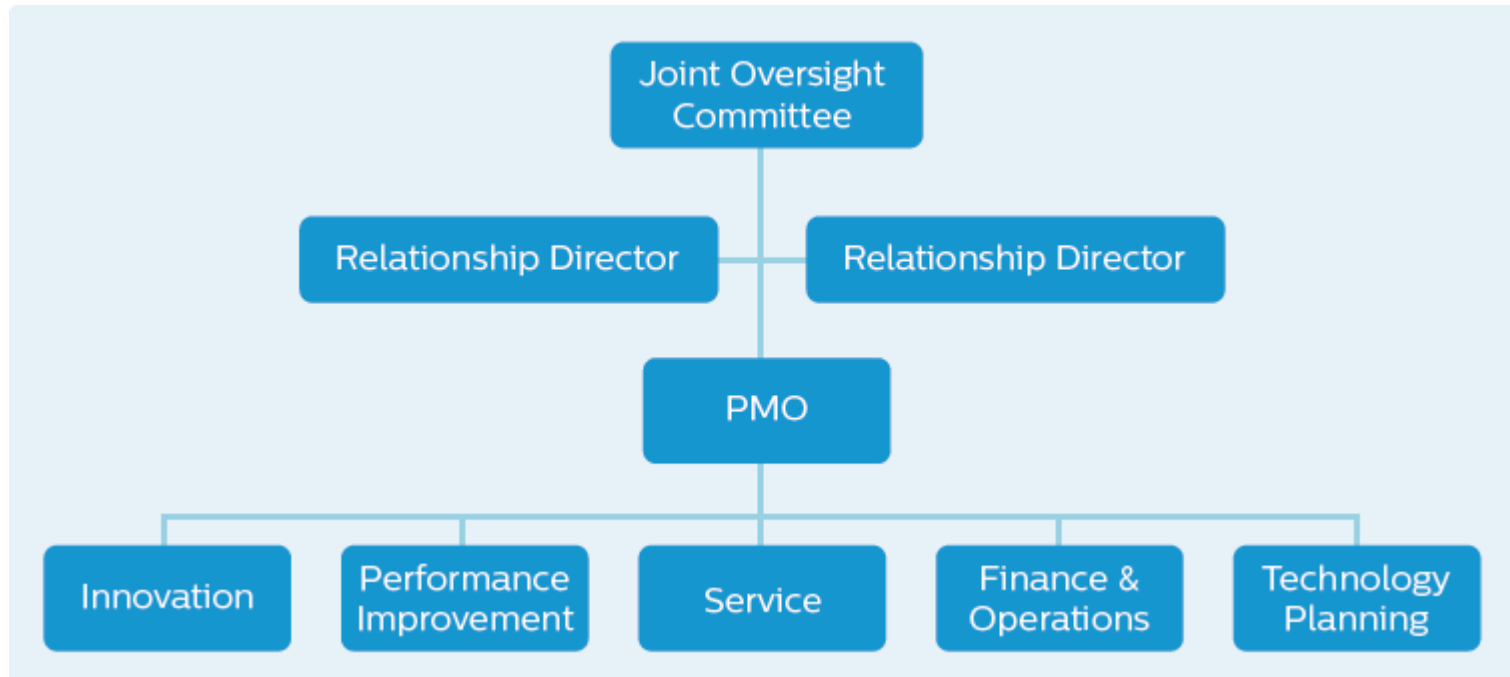 Joint Oversight
Committee
Relationship Director
Relationship Director
PMO
Innovation
Performance
Improvement
Service
Finance &
Operations
Technology
Planning